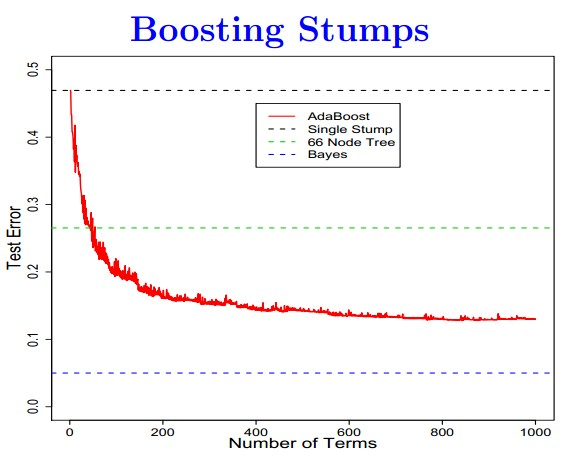 Boosting Stumps
0.5
0.4
0.3
0.2
0.1
0.0
Test Error
AdaBoost
Single Stump
66 Node Tree
Bayes
0
200
400
600
800
1000
Number of Terms